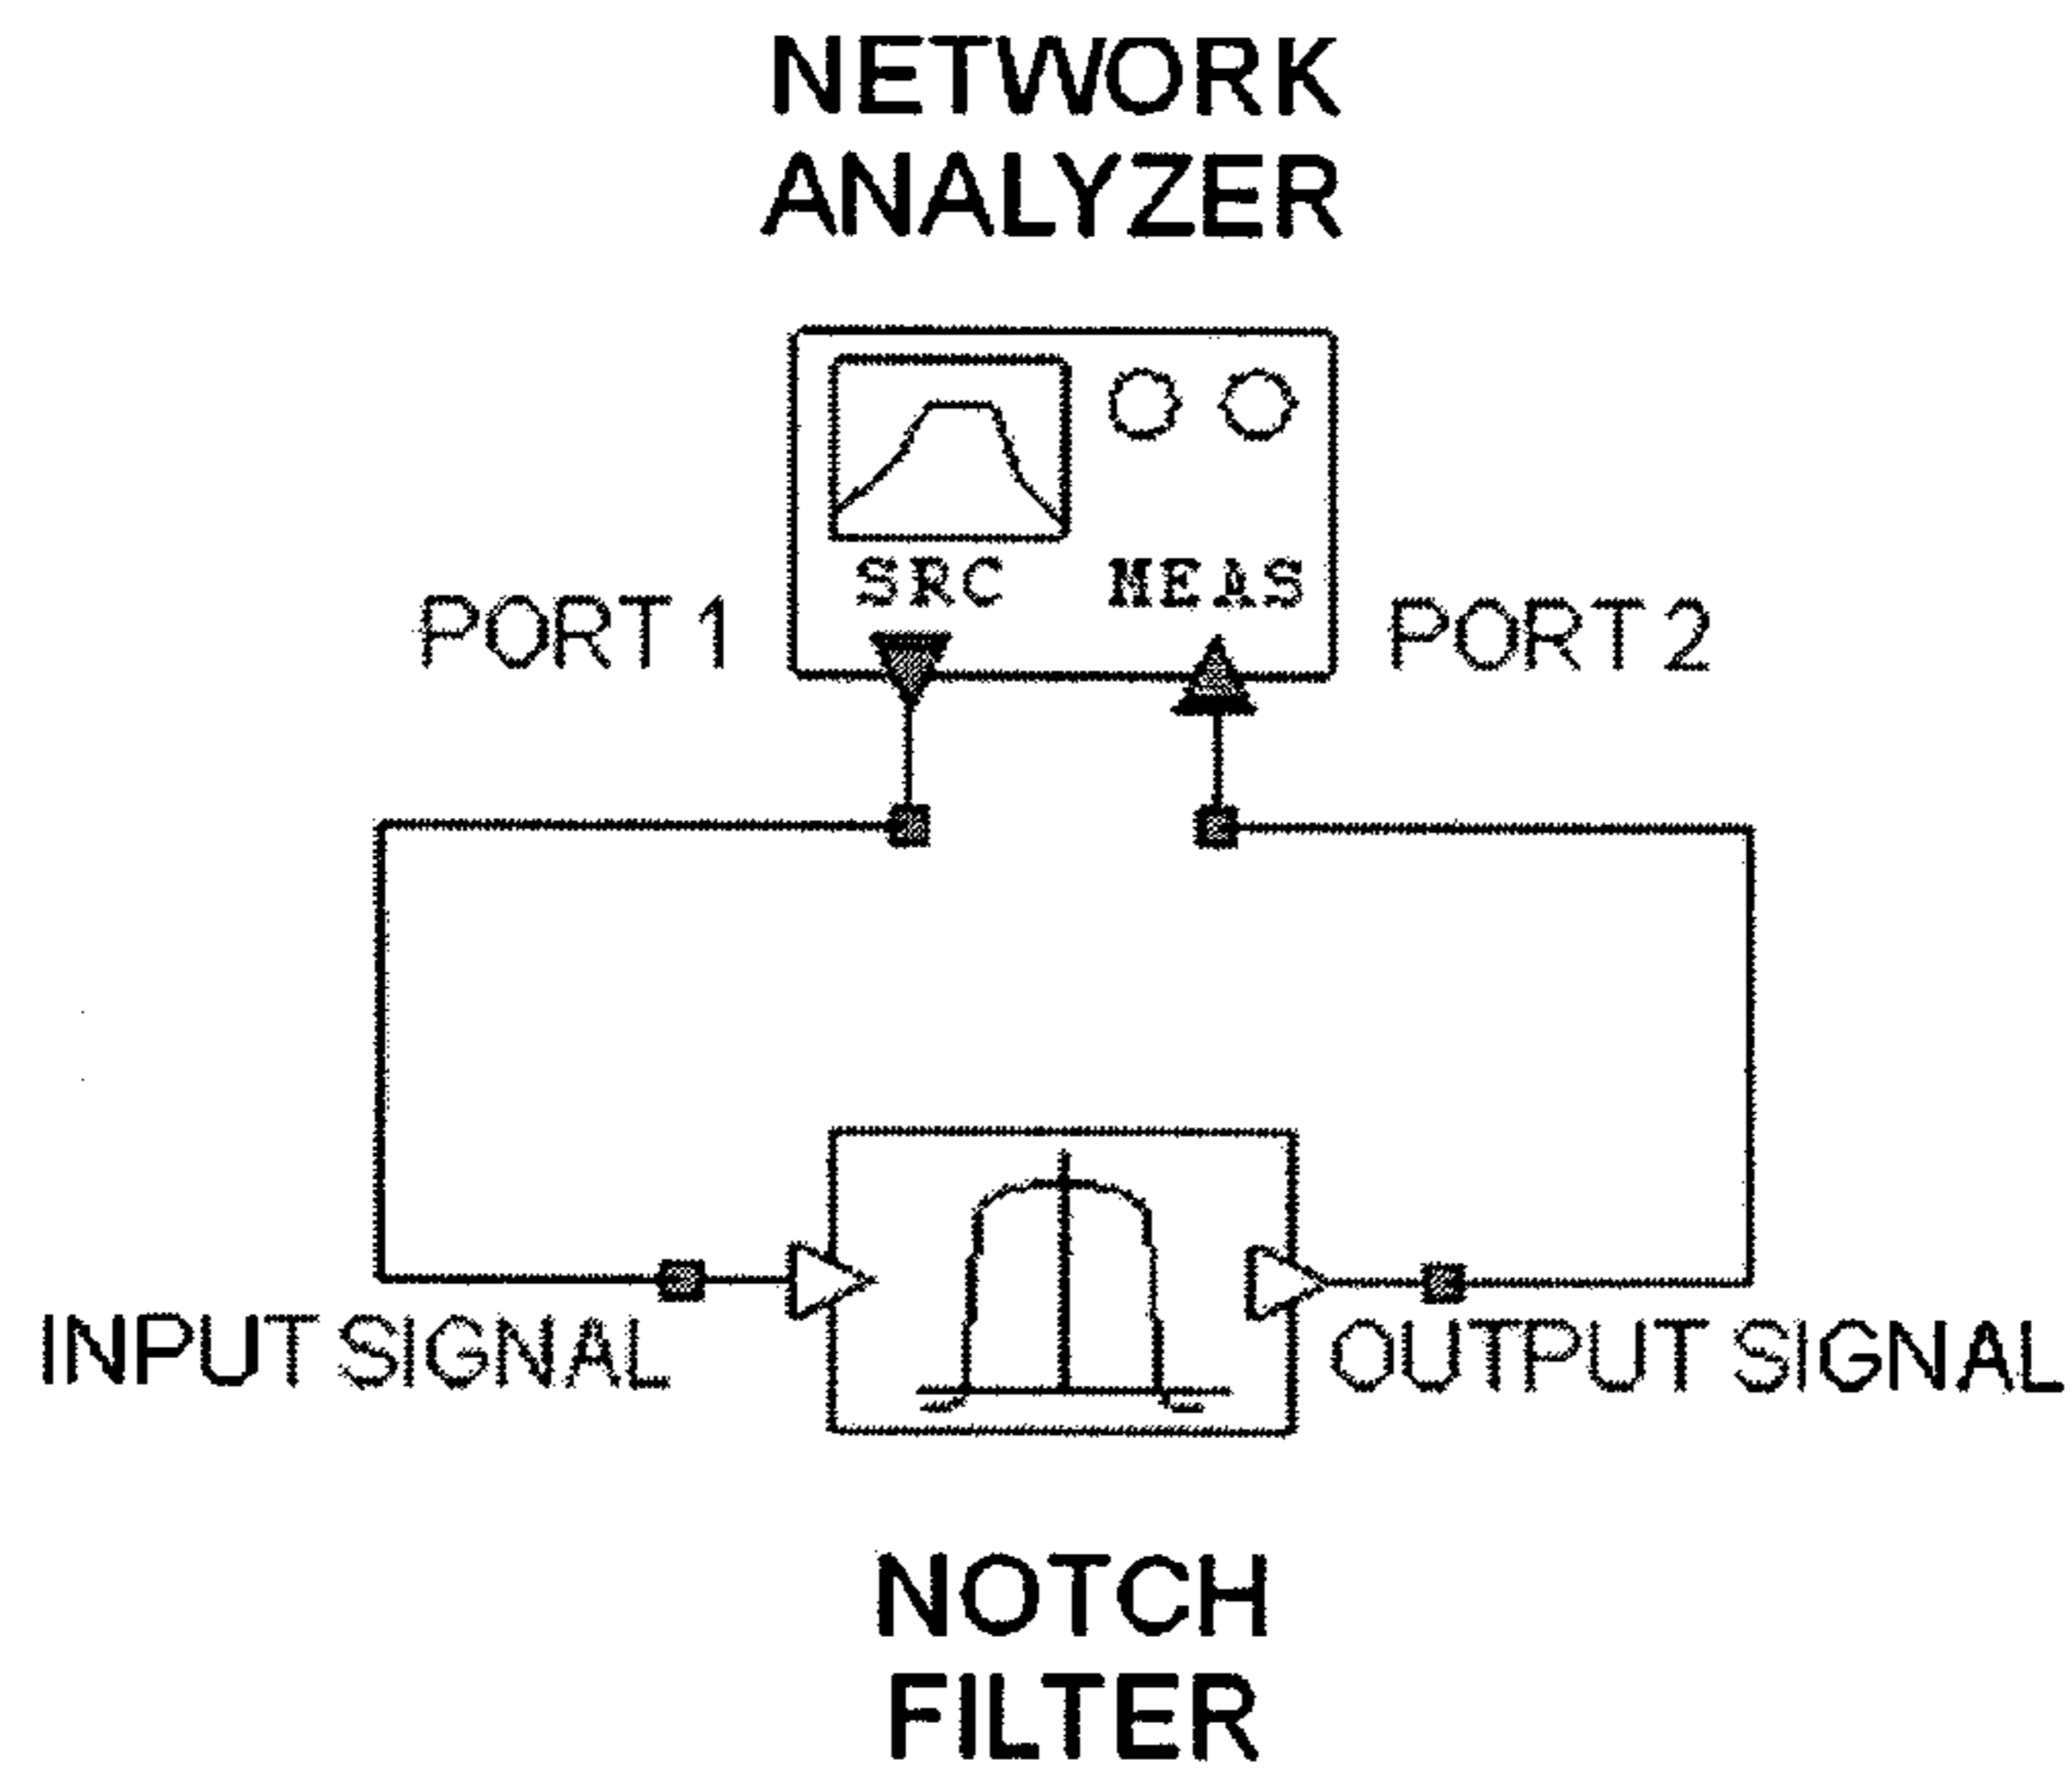 NETWORK
ANALYZER
SRC MEAS
PORT 1
PORT 2
INPUT SIGNAL
OUTPUT SIGNAL
NOTCH
FILTER